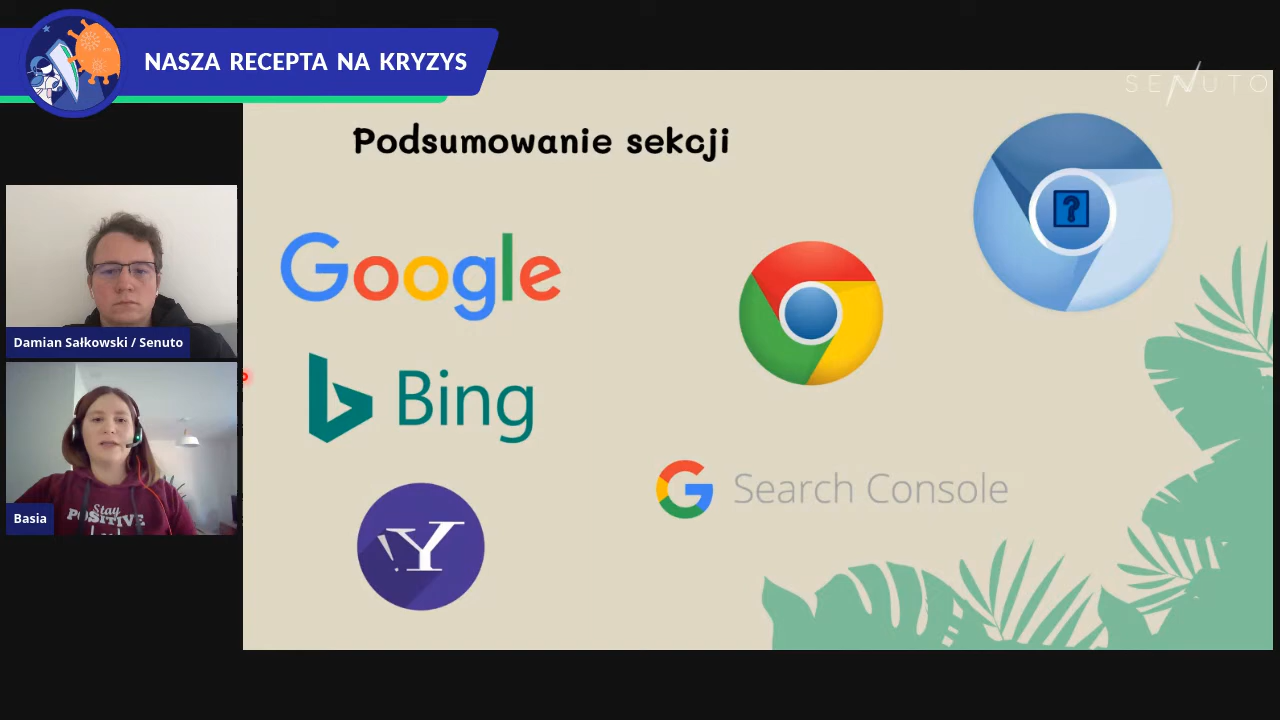 NASZA RECEPTA NA KRYZYS
SENUTO
Podsumowanie sekcji
?
Google
Bing
Y!
Search Console
Damian Sałkowski / Senuto
Stay
POSITIVE
Basia